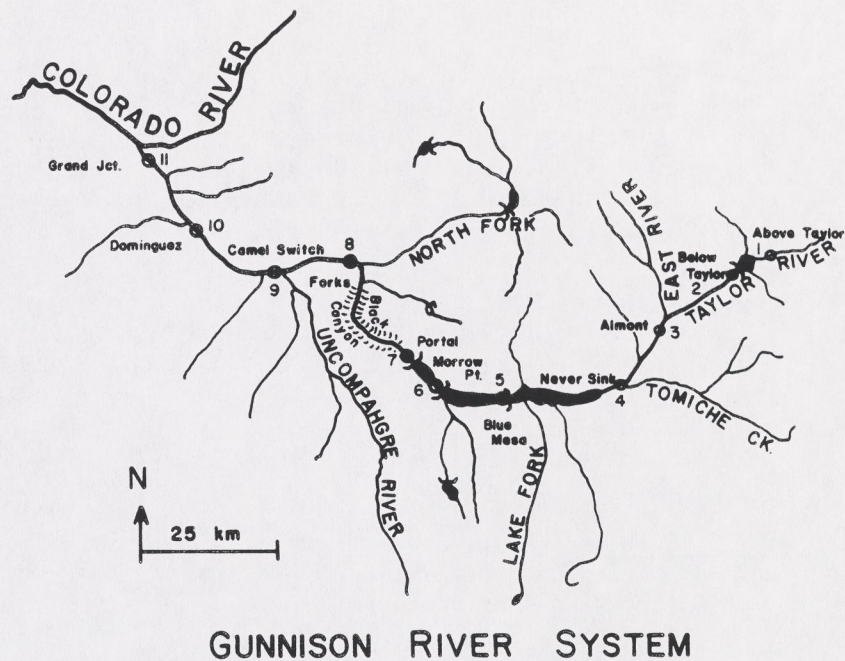 COLORADO RIVER
Grand Jct.
11
10
Dominguez
Camel Switch
9
8
Forks
NORTH FORK
Black
Canyon
UNCOMPAHGRE RIVER
Portal
7
Morrow
Pt.
6
5
Blue
Mesa
Never Sink
4
LAKE FORK
TOMICHE CK.
Almont
3
EAST RIVER
Below
Taylor
2
1
Above Taylor
TAYLOR RIVER
N
25 km
GUNNISON RIVER SYSTEM